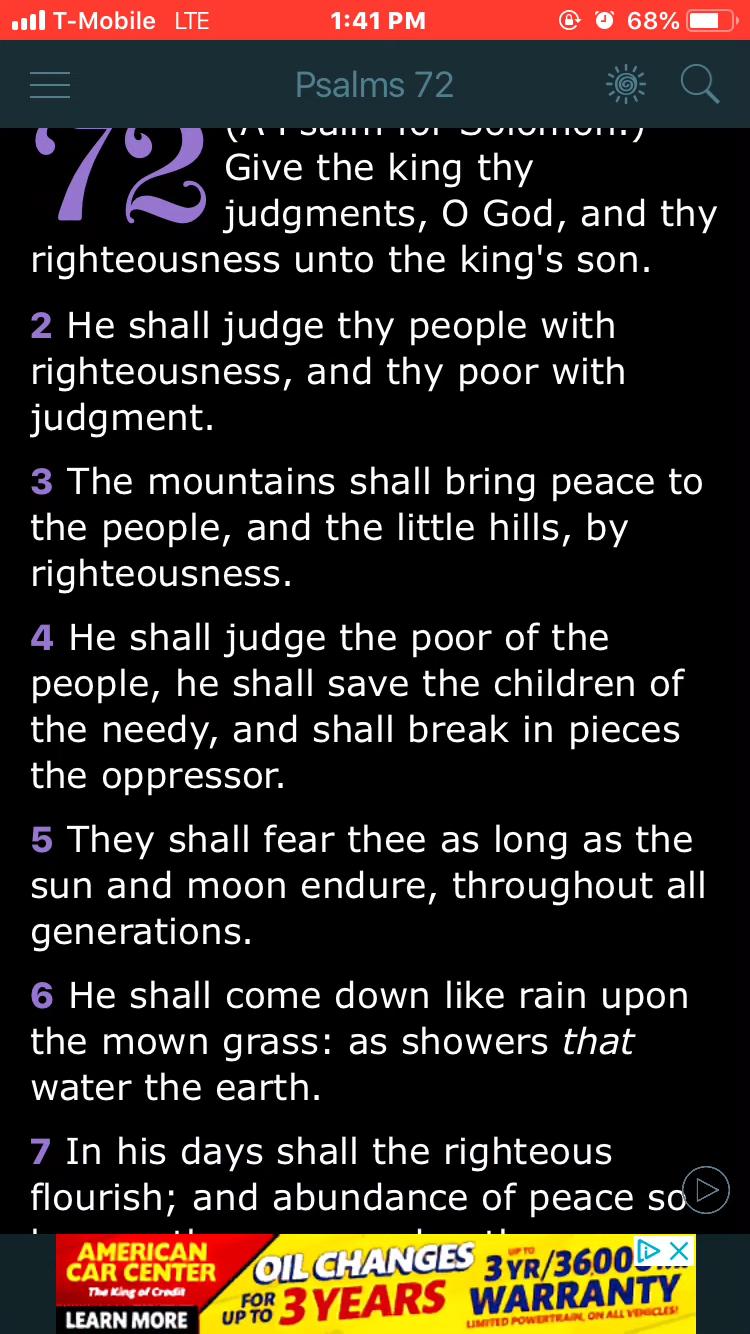 T-Mobile LTE 1:41 PM 68%
Psalms 72
72 (A Psalm for Solomon.)
Give the king thy
judgments, O God, and thy
righteousness unto the king's son.
2 He shall judge thy people with
righteousness, and thy poor with
judgment.
3 The mountains shall bring peace to
the people, and the little hills, by
righteousness.
4 He shall judge the poor of the
people, he shall save the children of
the needy, and shall break in pieces
the oppressor.
5 They shall fear thee as long as the
sun and moon endure, throughout all
generations.
6 He shall come down like rain upon
the mown grass: as showers that
water the earth.
7 In his days shall the righteous
flourish; and abundance of peace so
AMERICAN
CAR CENTER
The King of Credit
LEARN MORE
OIL CHANGES
FOR
UP TO
3 YEARS
UP TO
3 YR/3600
WARRANTY
LIMITED POWERTRAIN, ON ALL VEHICLES!